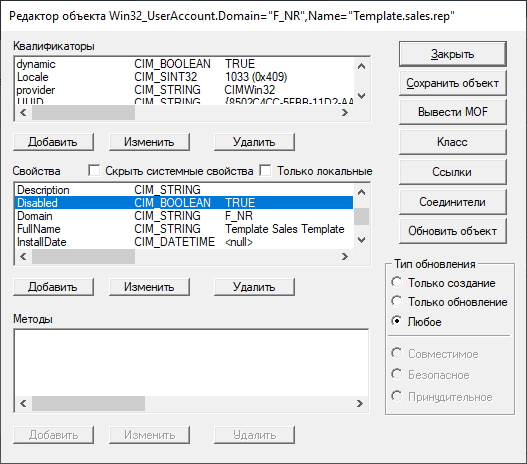 Редактор объекта Win32_UserAccount.Domain="F_NR",Name="Template.sales.rep"
Квалификаторы
dynamic CIM_BOOLEAN TRUE
Locale CIM_SINT32 1033 (0x409)
provider CIM_STRING CIMWin32
UUID CIM_STRING {8502C4CC-5FBB-11D2-AA
Добавить Изменить Удалить
Свойства Скрыть системные свойства Только локальные
Description CIM_STRING
Disabled CIM_BOOLEAN TRUE
Domain CIM_STRING F_NR
FullName CIM_STRING Template Sales Template
InstallDate CIM_DATETIME <null>
Добавить Изменить Удалить
Методы
Добавить Изменить Удалить
Закрыть
Сохранить объект
Вывести MOF
Класс
Ссылки
Соединители
Обновить объект
Тип обновления
Только создание
Только обновление
Любое
Совместимое
Безопасное
Принудительное